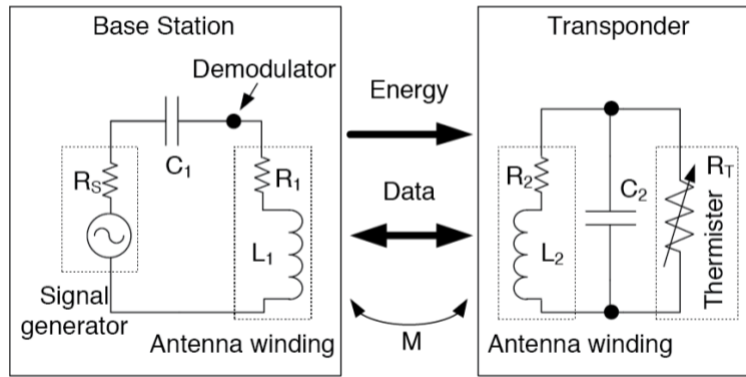 Base Station
Transponder
Demodulator
Energy
C1
RS
R1
L1
Data
R2
L2
C2
RT
Thermister
Signal
generator
Antenna winding
M
Antenna winding